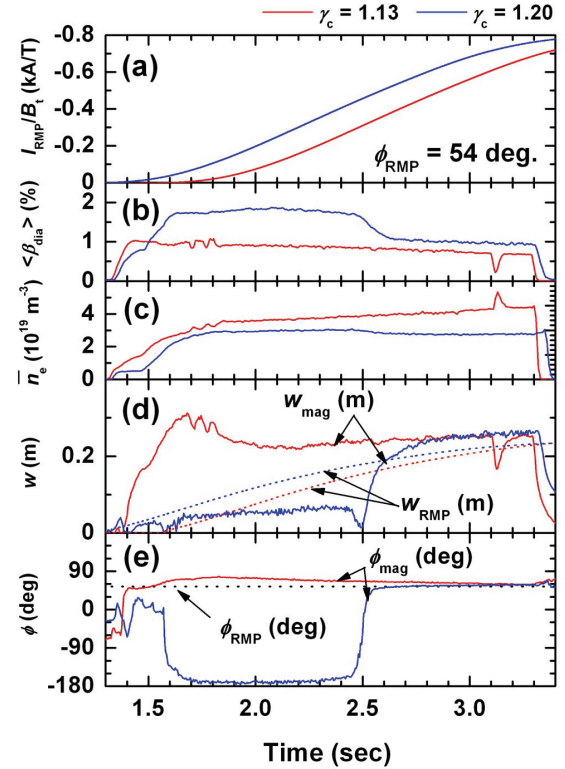 γc = 1.13 γc = 1.20
(a)
IRMP/Bt (kA/T)
-0.8
-0.6
-0.4
-0.2
0
ϕRMP = 54 deg.
(b)
<βdia> (%)
2
1
0
(c)
n̅e (10¹⁹ m⁻³)
4
2
0
(d)
w (m)
0.2
0
wmag (m)
wRMP (m)
(e)
ϕ (deg)
90
0
-90
-180
ϕmag (deg)
ϕRMP (deg)
1.5 2.0 2.5 3.0
Time (sec)